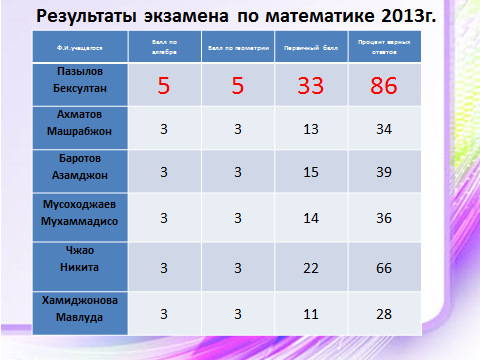 Результаты экзамена по математике 2013г.
Ф.И.учащегося
Балл по
алгебре
Балл по геометрии
Первичный балл
Процент верных
ответов
Пазылов
Бексултан
5
5
33
86
Ахматов
Машрабжон
3
3
13
34
Баротов
Азамджон
3
3
15
39
Мусоходжаев
Мухаммадисо
3
3
14
36
Чжао
Никита
3
3
22
66
Хамиджонова
Мавлуда
3
3
11
28